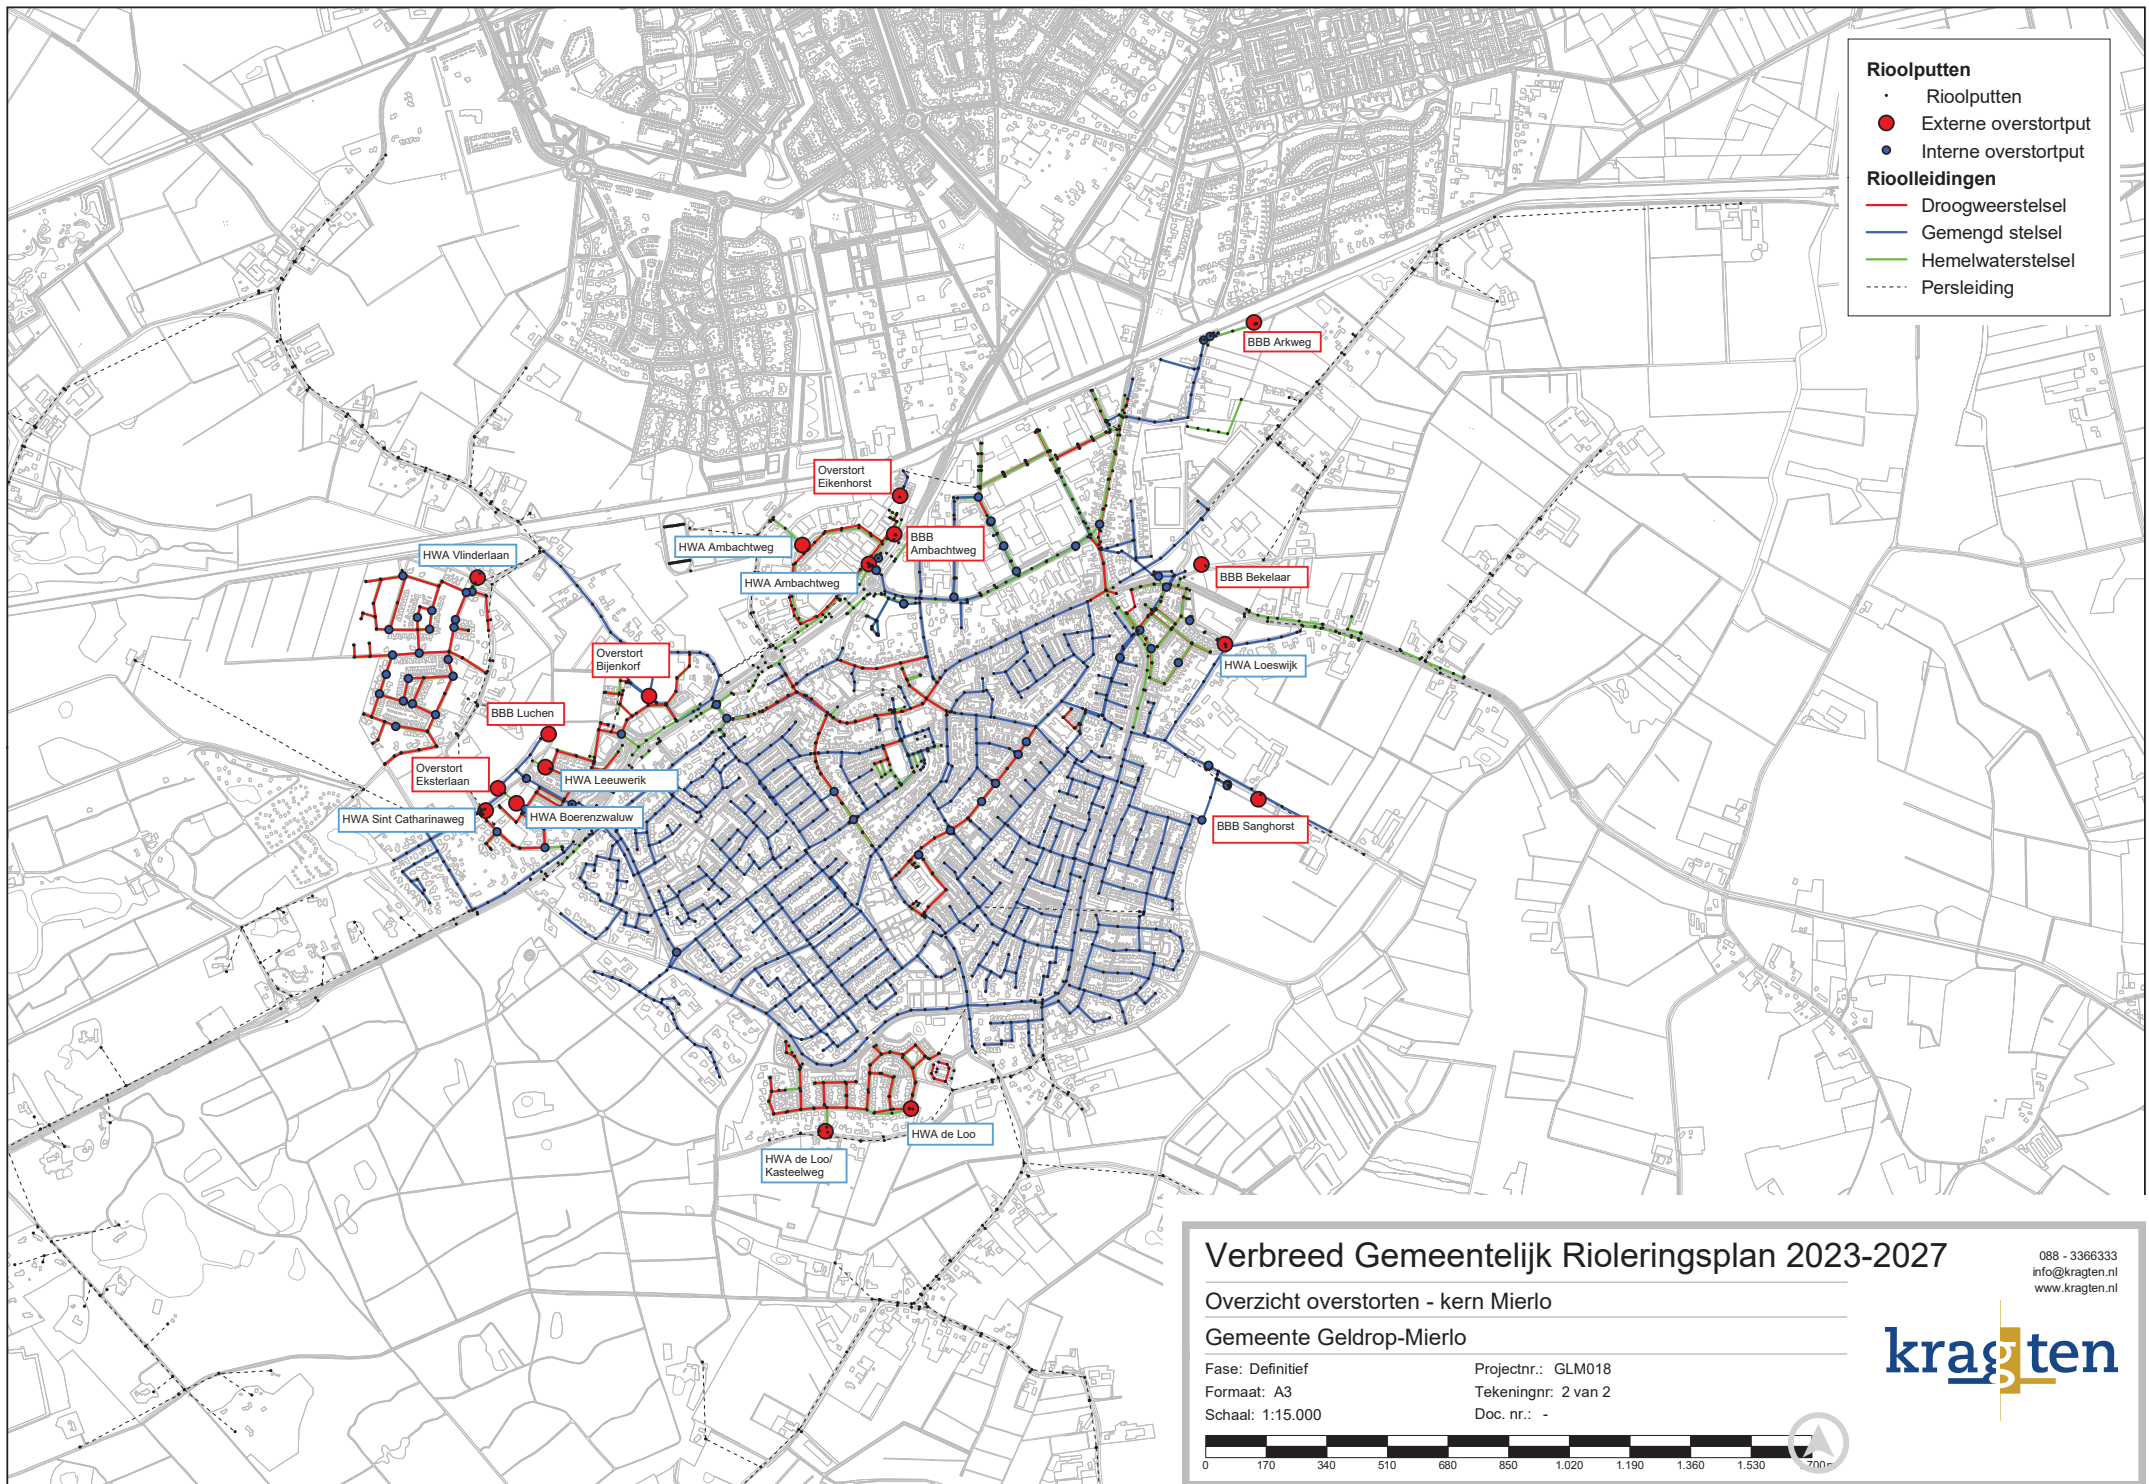 Rioolputten
Rioolputten
Externe overstortput
Interne overstortput
Rioolleidingen
Droogweerstelsel
Gemengd stelsel
Hemelwaterstelsel
Persleiding
BBB Arkweg
Overstort
Eikenhorst
HWA Ambachtweg
BBB
Ambachtweg
HWA Vlinderlaan
HWA Ambachtweg
BBB Bekelaar
Overstort
Bijenkorf
HWA Loeswijk
BBB Luchen
Overstort
Eksterlaan
HWA Leeuwerik
HWA Sint Catharinaweg
HWA Boerenzwaluw
BBB Sanghorst
HWA de Loo
HWA de Loo/
Kasteelweg
Verbreed Gemeentelijk Rioleringsplan 2023-2027
088 - 3366333
info@kragten.nl
www.kragten.nl
Overzicht overstorten - kern Mierlo
Gemeente Geldrop-Mierlo
kragten
Fase: Definitief
Projectnr.: GLM018
Formaat: A3
Tekeningnr: 2 van 2
Schaal: 1:15.000
Doc. nr.: -
0 170 340 510 680 850 1.020 1.190 1.360 1.530